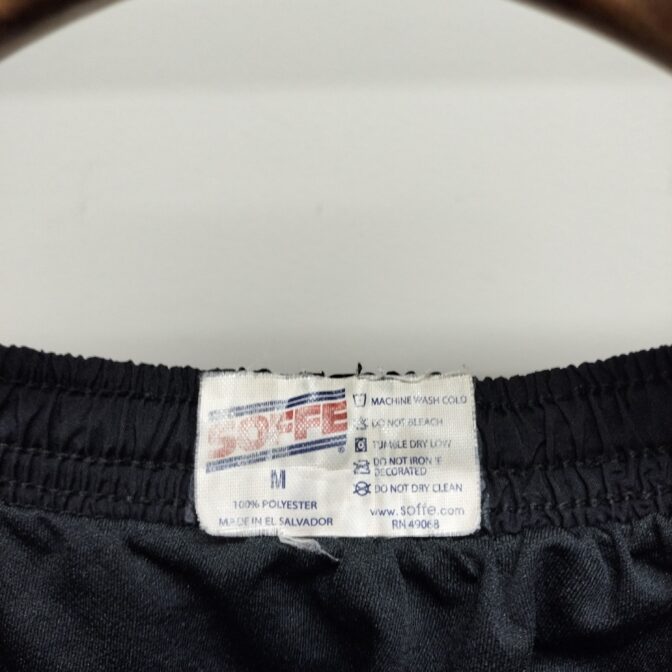 SOFFE
®
M
100% POLYESTER
MADE IN EL SALVADOR
MACHINE WASH COLD
DO NOT BLEACH
TUMBLE DRY LOW
DO NOT IRON IF
DECORATED
DO NOT DRY CLEAN
www.soffe.com
RN 49068